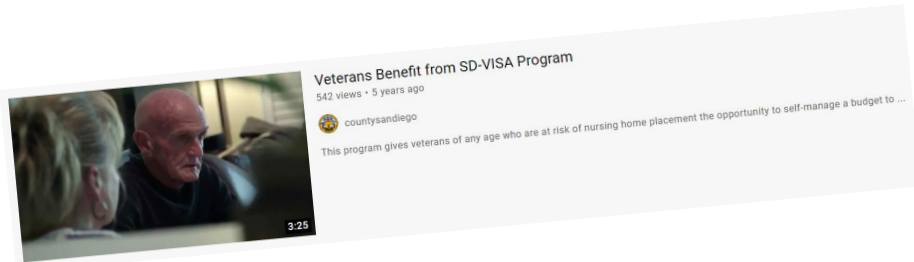 Veterans Benefit from SD-VISA Program
542 views • 5 years ago
countysandiego
This program gives veterans of any age who are at risk of nursing home placement the opportunity to self-manage a budget to ...
3:25